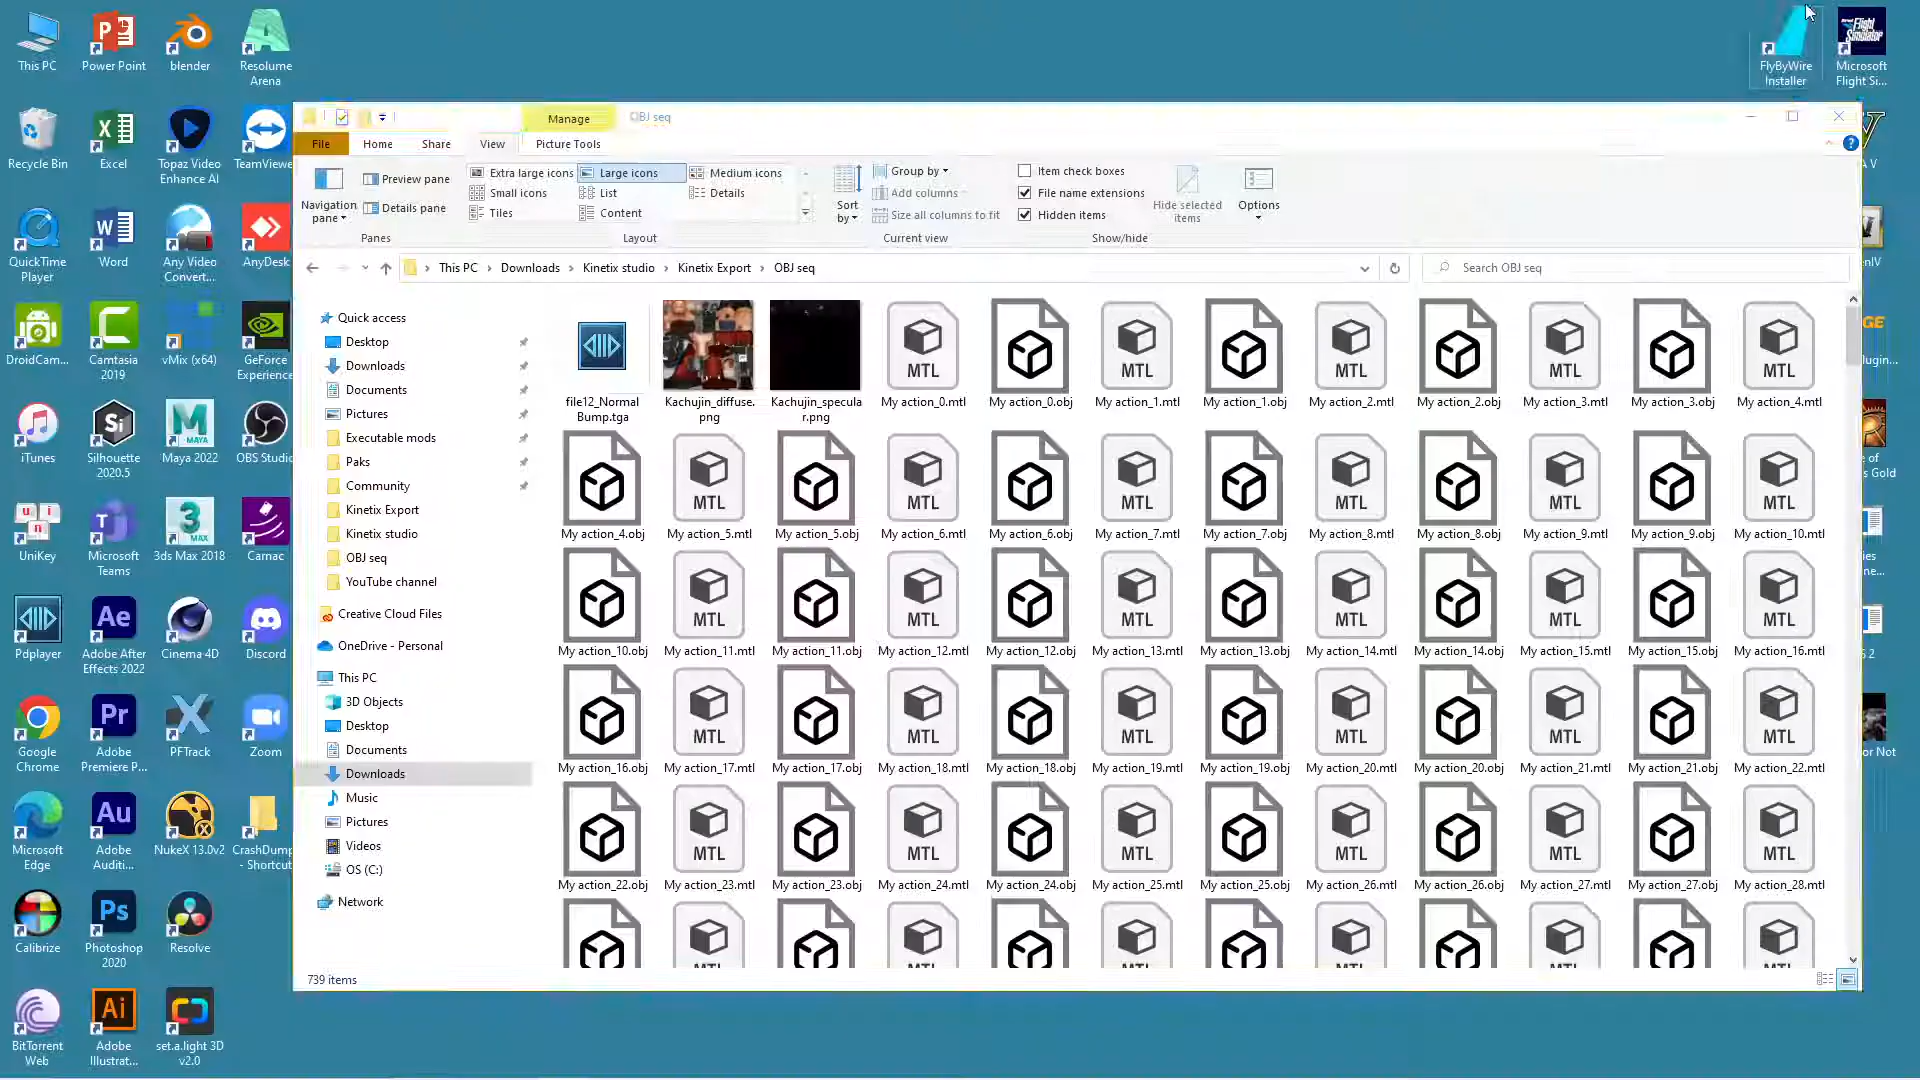 This PC
Power Point
blender
Resolume
Arena
FlyByWire
Installer
Microsoft
Flight Si...
Recycle Bin
Excel
Topaz Video
Enhance AI
TeamViewe
QuickTime
Player
Word
Any Video
Convert...
AnyDesk
DroidCam...
Camtasia
2019
vMix (x64)
GeForce
Experience
iTunes
Silhouette
2020.5
Maya 2022
OBS Studio
UniKey
Microsoft
Teams
3ds Max 2018
Carnac
Pdplayer
Adobe After
Effects 2022
Cinema 4D
Discord
Google
Chrome
Adobe
Premiere P...
PFTrack
Zoom
Microsoft
Edge
Adobe
Auditi...
NukeX 13.0v2
CrashDump
- Shortcut
Calibrize
Photoshop
2020
Resolve
BitTorrent
Web
Adobe
Illustrat...
set.a.light 3D
v2.0
Manage
OBJ seq
File
Home
Share
View
Picture Tools
Navigation
pane
Preview pane
Details pane
Panes
Extra large icons
Large icons
Medium icons
Small icons
List
Details
Tiles
Content
Layout
Sort
by
Group by
Add columns
Size all columns to fit
Current view
Item check boxes
File name extensions
Hidden items
Hide selected
items
Show/hide
Options
This PC
Downloads
Kinetix studio
Kinetix Export
OBJ seq
Search OBJ seq
Quick access
Desktop
Downloads
Documents
Pictures
Executable mods
Paks
Community
Kinetix Export
Kinetix studio
OBJ seq
YouTube channel
Creative Cloud Files
OneDrive - Personal
This PC
3D Objects
Desktop
Documents
Downloads
Music
Pictures
Videos
OS (C:)
Network
file12_Normal
Bump.tga
Kachujin_diffuse.
png
Kachujin_specula
r.png
My action_0.mtl
My action_0.obj
My action_1.mtl
My action_1.obj
My action_2.mtl
My action_2.obj
My action_3.mtl
My action_3.obj
My action_4.mtl
My action_4.obj
My action_5.mtl
My action_5.obj
My action_6.mtl
My action_6.obj
My action_7.mtl
My action_7.obj
My action_8.mtl
My action_8.obj
My action_9.mtl
My action_9.obj
My action_10.mtl
My action_10.obj
My action_11.mtl
My action_11.obj
My action_12.mtl
My action_12.obj
My action_13.mtl
My action_13.obj
My action_14.mtl
My action_14.obj
My action_15.mtl
My action_15.obj
My action_16.mtl
My action_16.obj
My action_17.mtl
My action_17.obj
My action_18.mtl
My action_18.obj
My action_19.mtl
My action_19.obj
My action_20.mtl
My action_20.obj
My action_21.mtl
My action_21.obj
My action_22.mtl
My action_22.obj
My action_23.mtl
My action_23.obj
My action_24.mtl
My action_24.obj
My action_25.mtl
My action_25.obj
My action_26.mtl
My action_26.obj
My action_27.mtl
My action_27.obj
My action_28.mtl
739 items